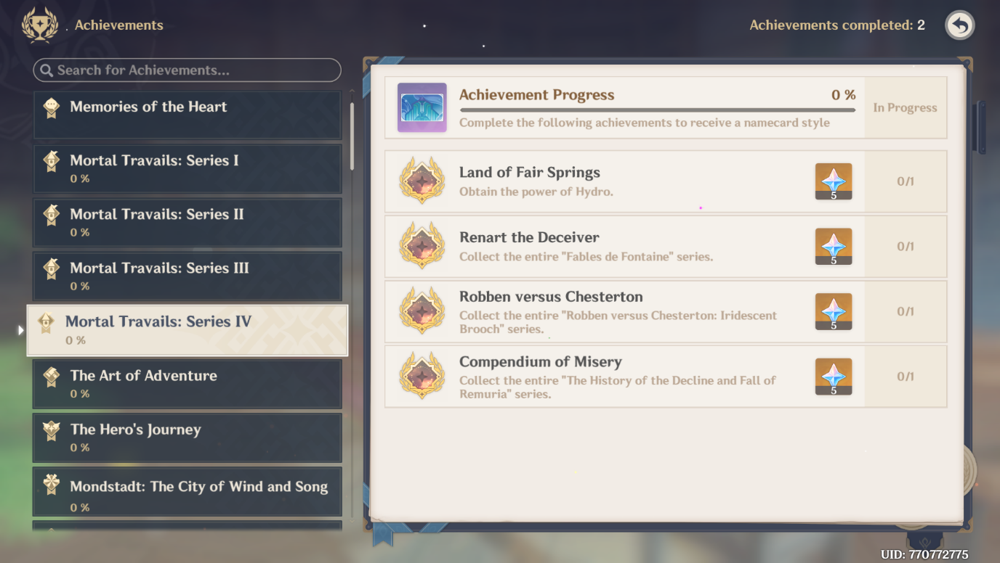 Achievements
Achievements completed: 2
Search for Achievements...
Memories of the Heart
Mortal Travails: Series I
0 %
Mortal Travails: Series II
0 %
Mortal Travails: Series III
0 %
Mortal Travails: Series IV
0 %
The Art of Adventure
0 %
The Hero's Journey
0 %
Mondstadt: The City of Wind and Song
0 %
Achievement Progress
0 %
Complete the following achievements to receive a namecard style
In Progress
Land of Fair Springs
Obtain the power of Hydro.
5
0/1
Renart the Deceiver
Collect the entire "Fables de Fontaine" series.
5
0/1
Robben versus Chesterton
Collect the entire "Robben versus Chesterton: Iridescent
Brooch" series.
5
0/1
Compendium of Misery
Collect the entire "The History of the Decline and Fall of
Remuria" series.
5
0/1
UID: 770772775